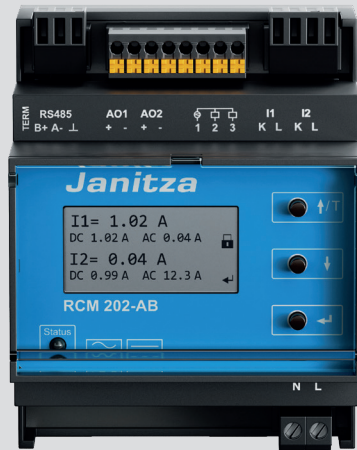 TERM
RS485 AO1 AO2 I1 I2
B+ A- ⊥ + - + - 1 2 3 K L K L
Janitza
I1= 1.02 A
DC 1.02 A AC 0.04 A
I2= 0.04 A
DC 0.99 A AC 12.3 A
↑/T
↓
RCM 202-AB
Status
N L